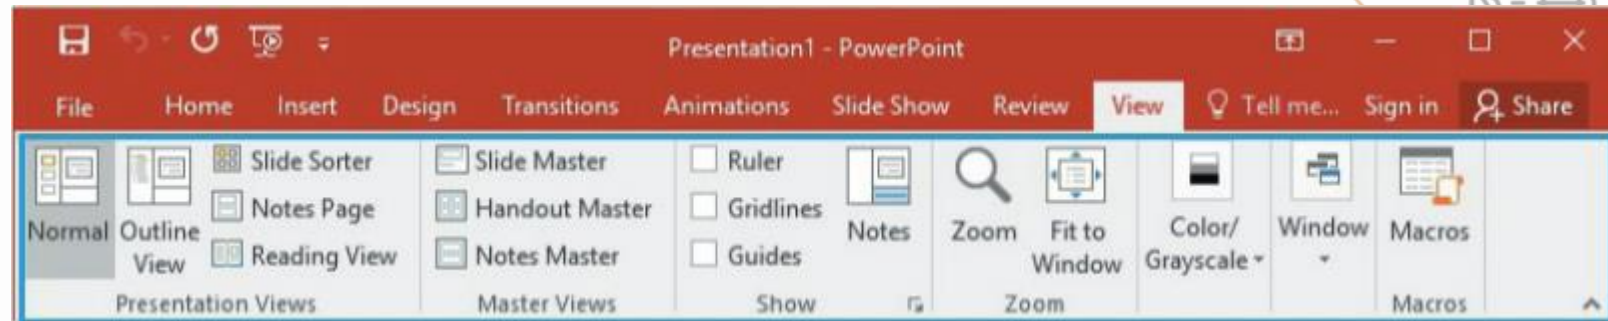 Presentation1 - PowerPoint
File Home Insert Design Transitions Animations Slide Show Review View Tell me... Sign in Share
Normal
Outline View
Slide Sorter
Notes Page
Reading View
Presentation Views
Slide Master
Handout Master
Notes Master
Master Views
Ruler
Gridlines
Guides
Notes
Show
Zoom
Fit to Window
Zoom
Color/ Grayscale
Window
Macros
Macros